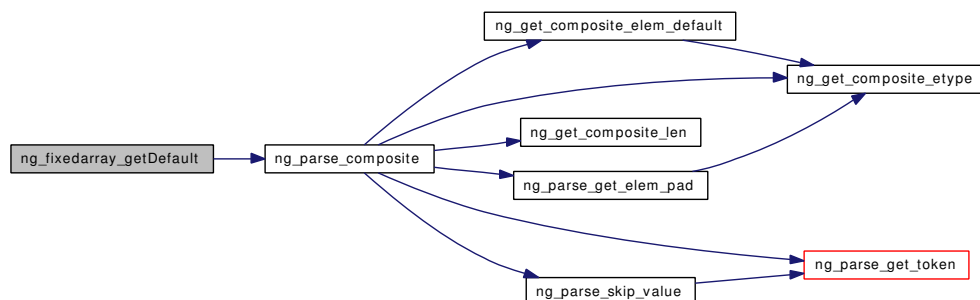 ng_get_composite_elem_default
ng_get_composite_etype
ng_get_composite_len
ng_fixedarray_getDefault
ng_parse_composite
ng_parse_get_elem_pad
ng_parse_get_token
ng_parse_skip_value